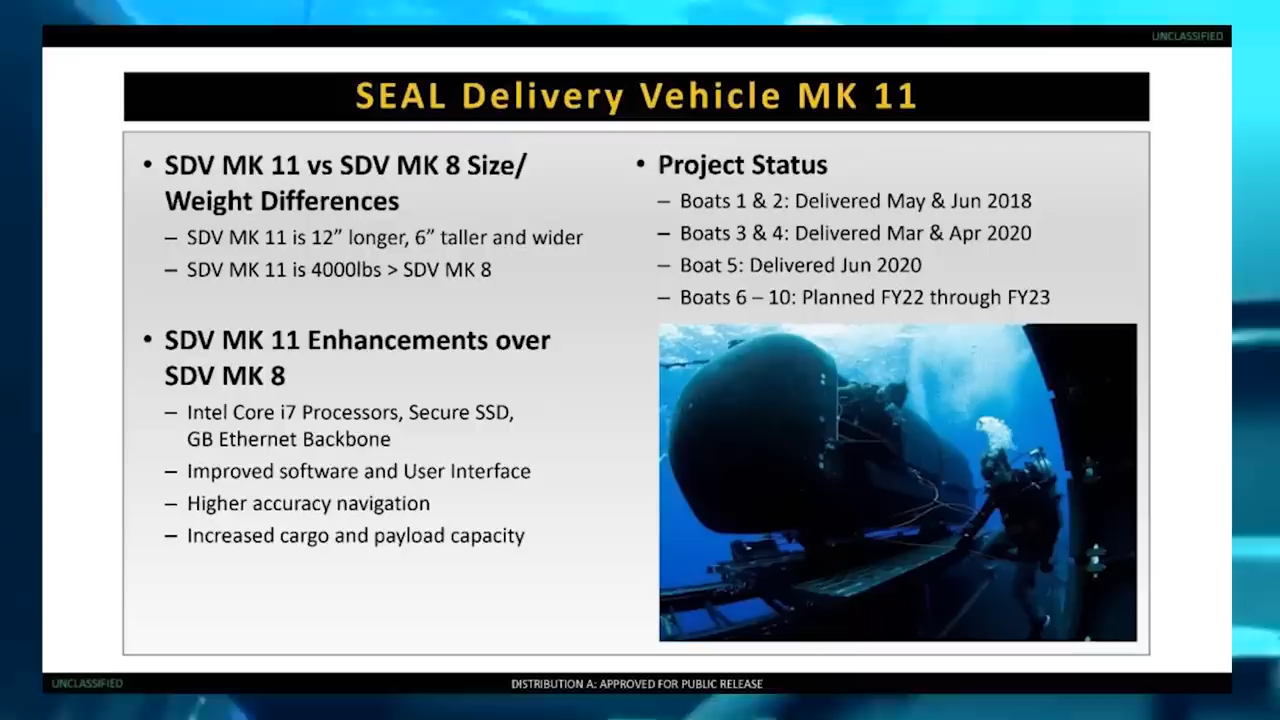 UNCLASSIFIED
SEAL Delivery Vehicle MK 11
• SDV MK 11 vs SDV MK 8 Size/
Weight Differences
– SDV MK 11 is 12” longer, 6” taller and wider
– SDV MK 11 is 4000lbs > SDV MK 8
• SDV MK 11 Enhancements over
SDV MK 8
– Intel Core i7 Processors, Secure SSD,
GB Ethernet Backbone
– Improved software and User Interface
– Higher accuracy navigation
– Increased cargo and payload capacity
• Project Status
– Boats 1 & 2: Delivered May & Jun 2018
– Boats 3 & 4: Delivered Mar & Apr 2020
– Boat 5: Delivered Jun 2020
– Boats 6 – 10: Planned FY22 through FY23
UNCLASSIFIED
DISTRIBUTION A: APPROVED FOR PUBLIC RELEASE